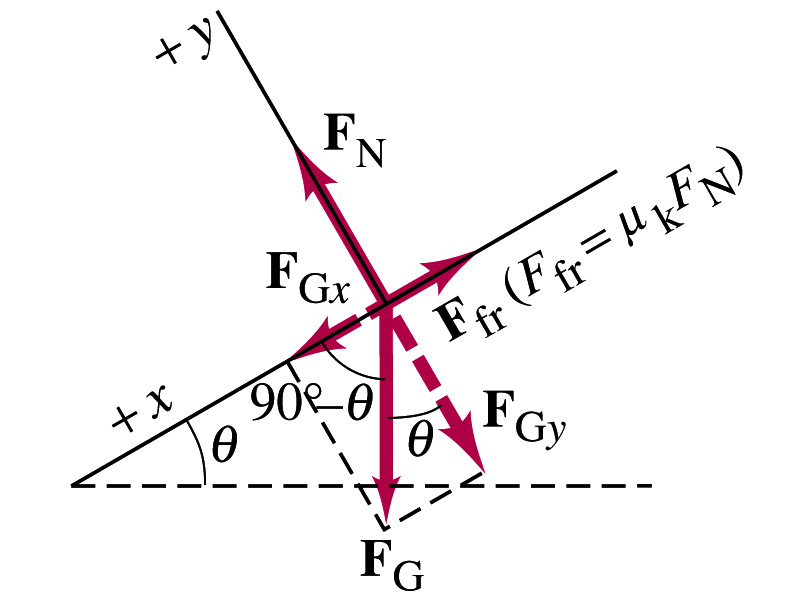 +y
F_N
F_Gx
F_fr (F_fr = μ_k F_N)
+x
90°–θ
θ
θ
F_Gy
F_G